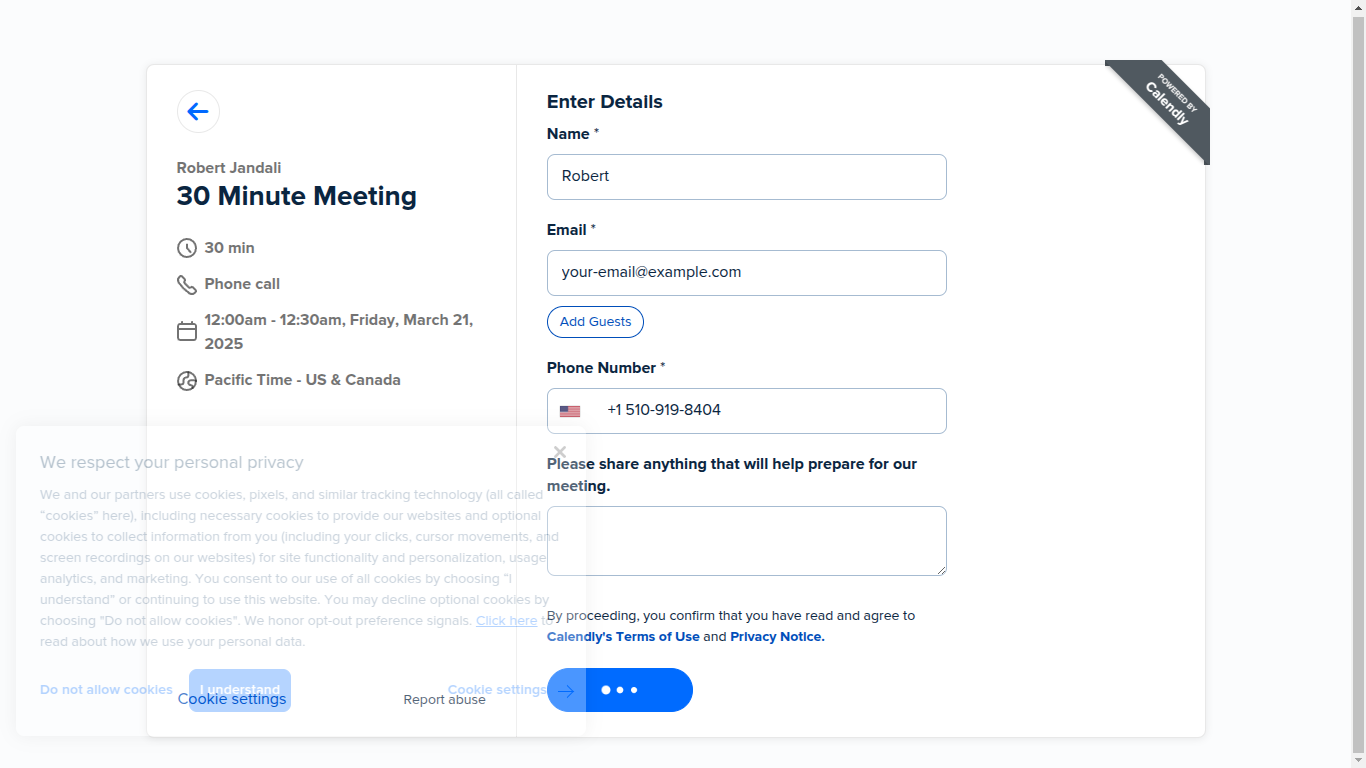 POWERED BY
Calendly
Robert Jandali
30 Minute Meeting
30 min
Phone call
12:00am - 12:30am, Friday, March 21,
2025
Pacific Time - US & Canada
Enter Details
Name *
Robert
Email *
your-email@example.com
Add Guests
Phone Number *
+1 510-919-8404
Please share anything that will help prepare for our
meeting.
By proceeding, you confirm that you have read and agree to
Calendly's Terms of Use and Privacy Notice.
We respect your personal privacy
We and our partners use cookies, pixels, and similar tracking technology (all called
“cookies” here), including necessary cookies to provide our websites and optional
cookies to collect information from you (including your clicks, cursor movements, and
screen recordings on our websites) for site functionality and personalization, usage
analytics, and marketing. You consent to our use of all cookies by choosing “I
understand” or continuing to use this website. You may decline optional cookies by
choosing "Do not allow cookies". We honor opt-out preference signals. Click here to
read about how we use your personal data.
Do not allow cookies
I understand
Cookie settings
Cookie settings
Report abuse